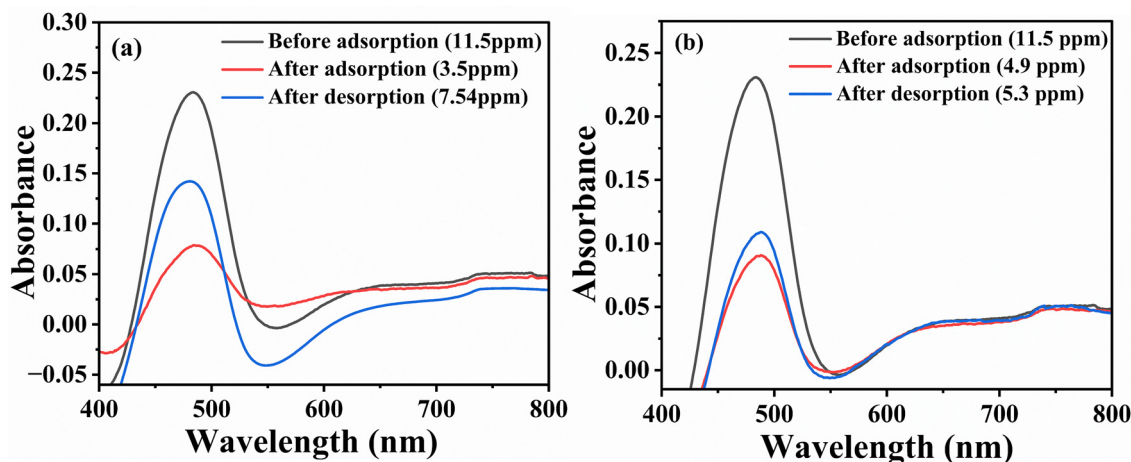 (a)
Before adsorption (11.5ppm)
After adsorption (3.5ppm)
After desorption (7.54ppm)
0.30
0.25
0.20
0.15
0.10
0.05
0.00
−0.05
400
500
600
700
800
Absorbance
Wavelength (nm)
(b)
Before adsorption (11.5 ppm)
After adsorption (4.9 ppm)
After desorption (5.3 ppm)
0.25
0.20
0.15
0.10
0.05
0.00
400
500
600
700
800
Absorbance
Wavelength (nm)